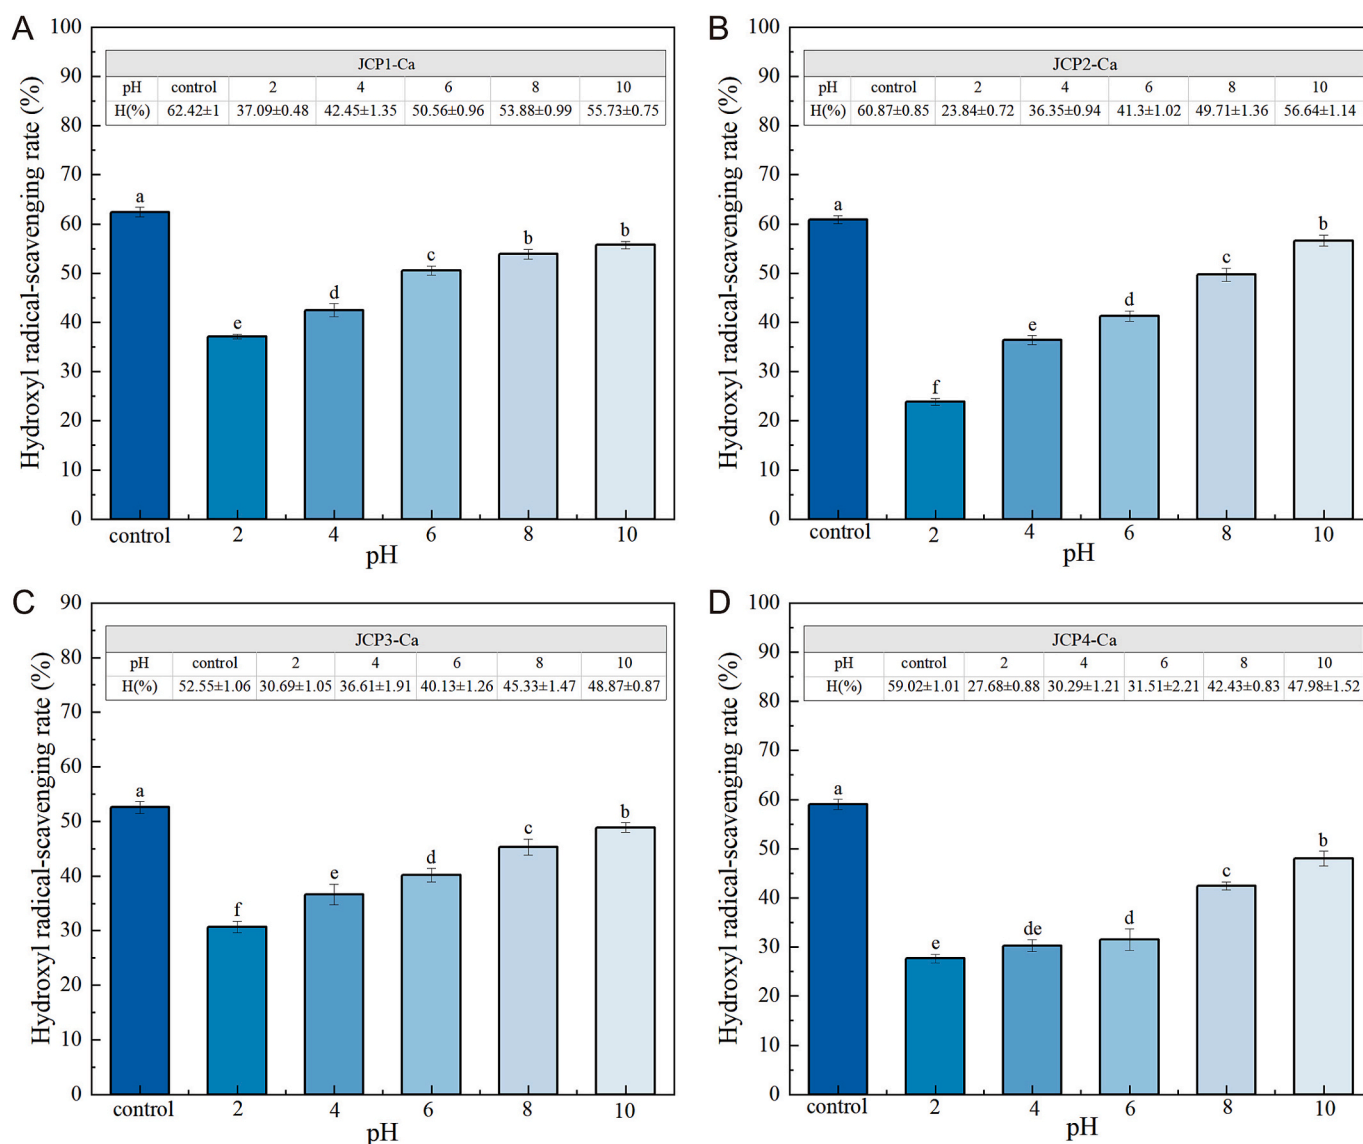 A
Hydroxyl radical-scavenging rate (%)
100
90
80
70
60
50
40
30
20
10
0
JCP1-Ca
pH control 2 4 6 8 10
H(%) 62.42±1 37.09±0.48 42.45±1.35 50.56±0.96 53.88±0.99 55.73±0.75
a
e
d
c
b
b
control 2 4 6 8 10
pH
B
Hydroxyl radical-scavenging rate (%)
100
90
80
70
60
50
40
30
20
10
0
JCP2-Ca
pH control 2 4 6 8 10
H(%) 60.87±0.85 23.84±0.72 36.35±0.94 41.3±1.02 49.71±1.36 56.64±1.14
a
f
e
d
c
b
control 2 4 6 8 10
pH
C
Hydroxyl radical-scavenging rate (%)
90
80
70
60
50
40
30
20
10
0
JCP3-Ca
pH control 2 4 6 8 10
H(%) 52.55±1.06 30.69±1.05 36.61±1.91 40.13±1.26 45.33±1.47 48.87±0.87
a
f
e
d
c
b
control 2 4 6 8 10
pH
D
Hydroxyl radical-scavenging rate (%)
100
90
80
70
60
50
40
30
20
10
0
JCP4-Ca
pH control 2 4 6 8 10
H(%) 59.02±1.01 27.68±0.88 30.29±1.21 31.51±2.21 42.43±0.83 47.98±1.52
a
e
de
d
c
b
control 2 4 6 8 10
pH